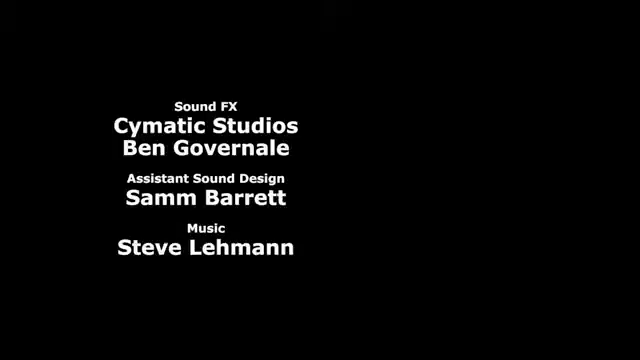 Sound FX
Cymatic Studios
Ben Governale
Assistant Sound Design
Samm Barrett
Music
Steve Lehmann